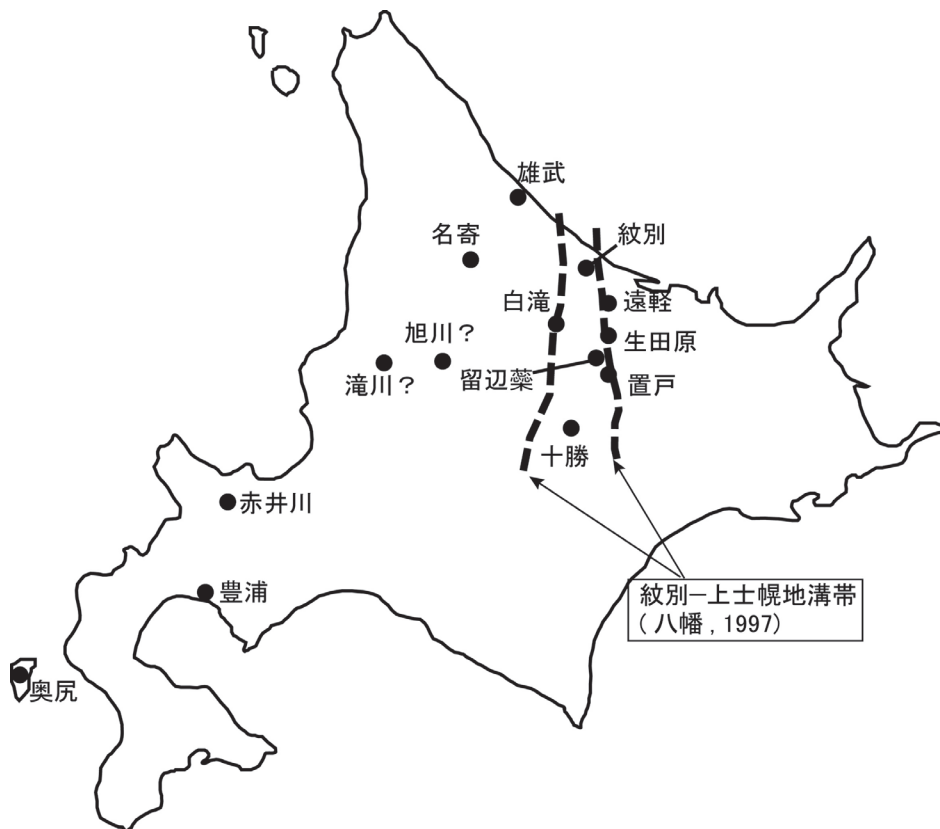 雄武
名寄
紋別
白滝
遠軽
旭川？
生田原
滝川？
留辺蘂
置戸
十勝
赤井川
豊浦
紋別－上士幌地溝帯
(八幡, 1997)
奥尻